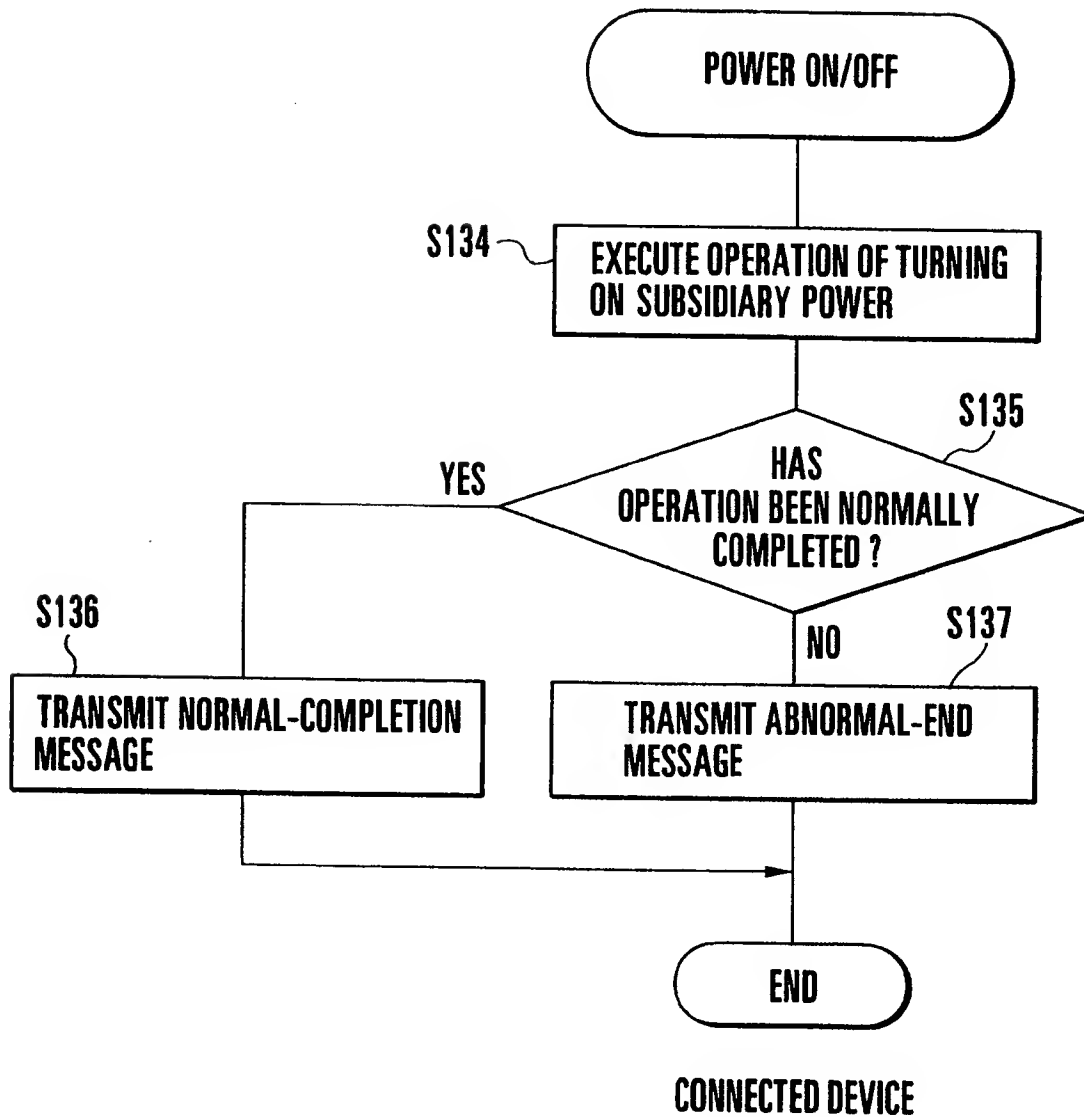 POWER ON/OFF
S134
EXECUTE OPERATION OF TURNING
ON SUBSIDIARY POWER
S135
HAS
OPERATION BEEN NORMALLY
COMPLETED ?
YES
NO
S136
TRANSMIT NORMAL-COMPLETION
MESSAGE
S137
TRANSMIT ABNORMAL-END
MESSAGE
END
CONNECTED DEVICE